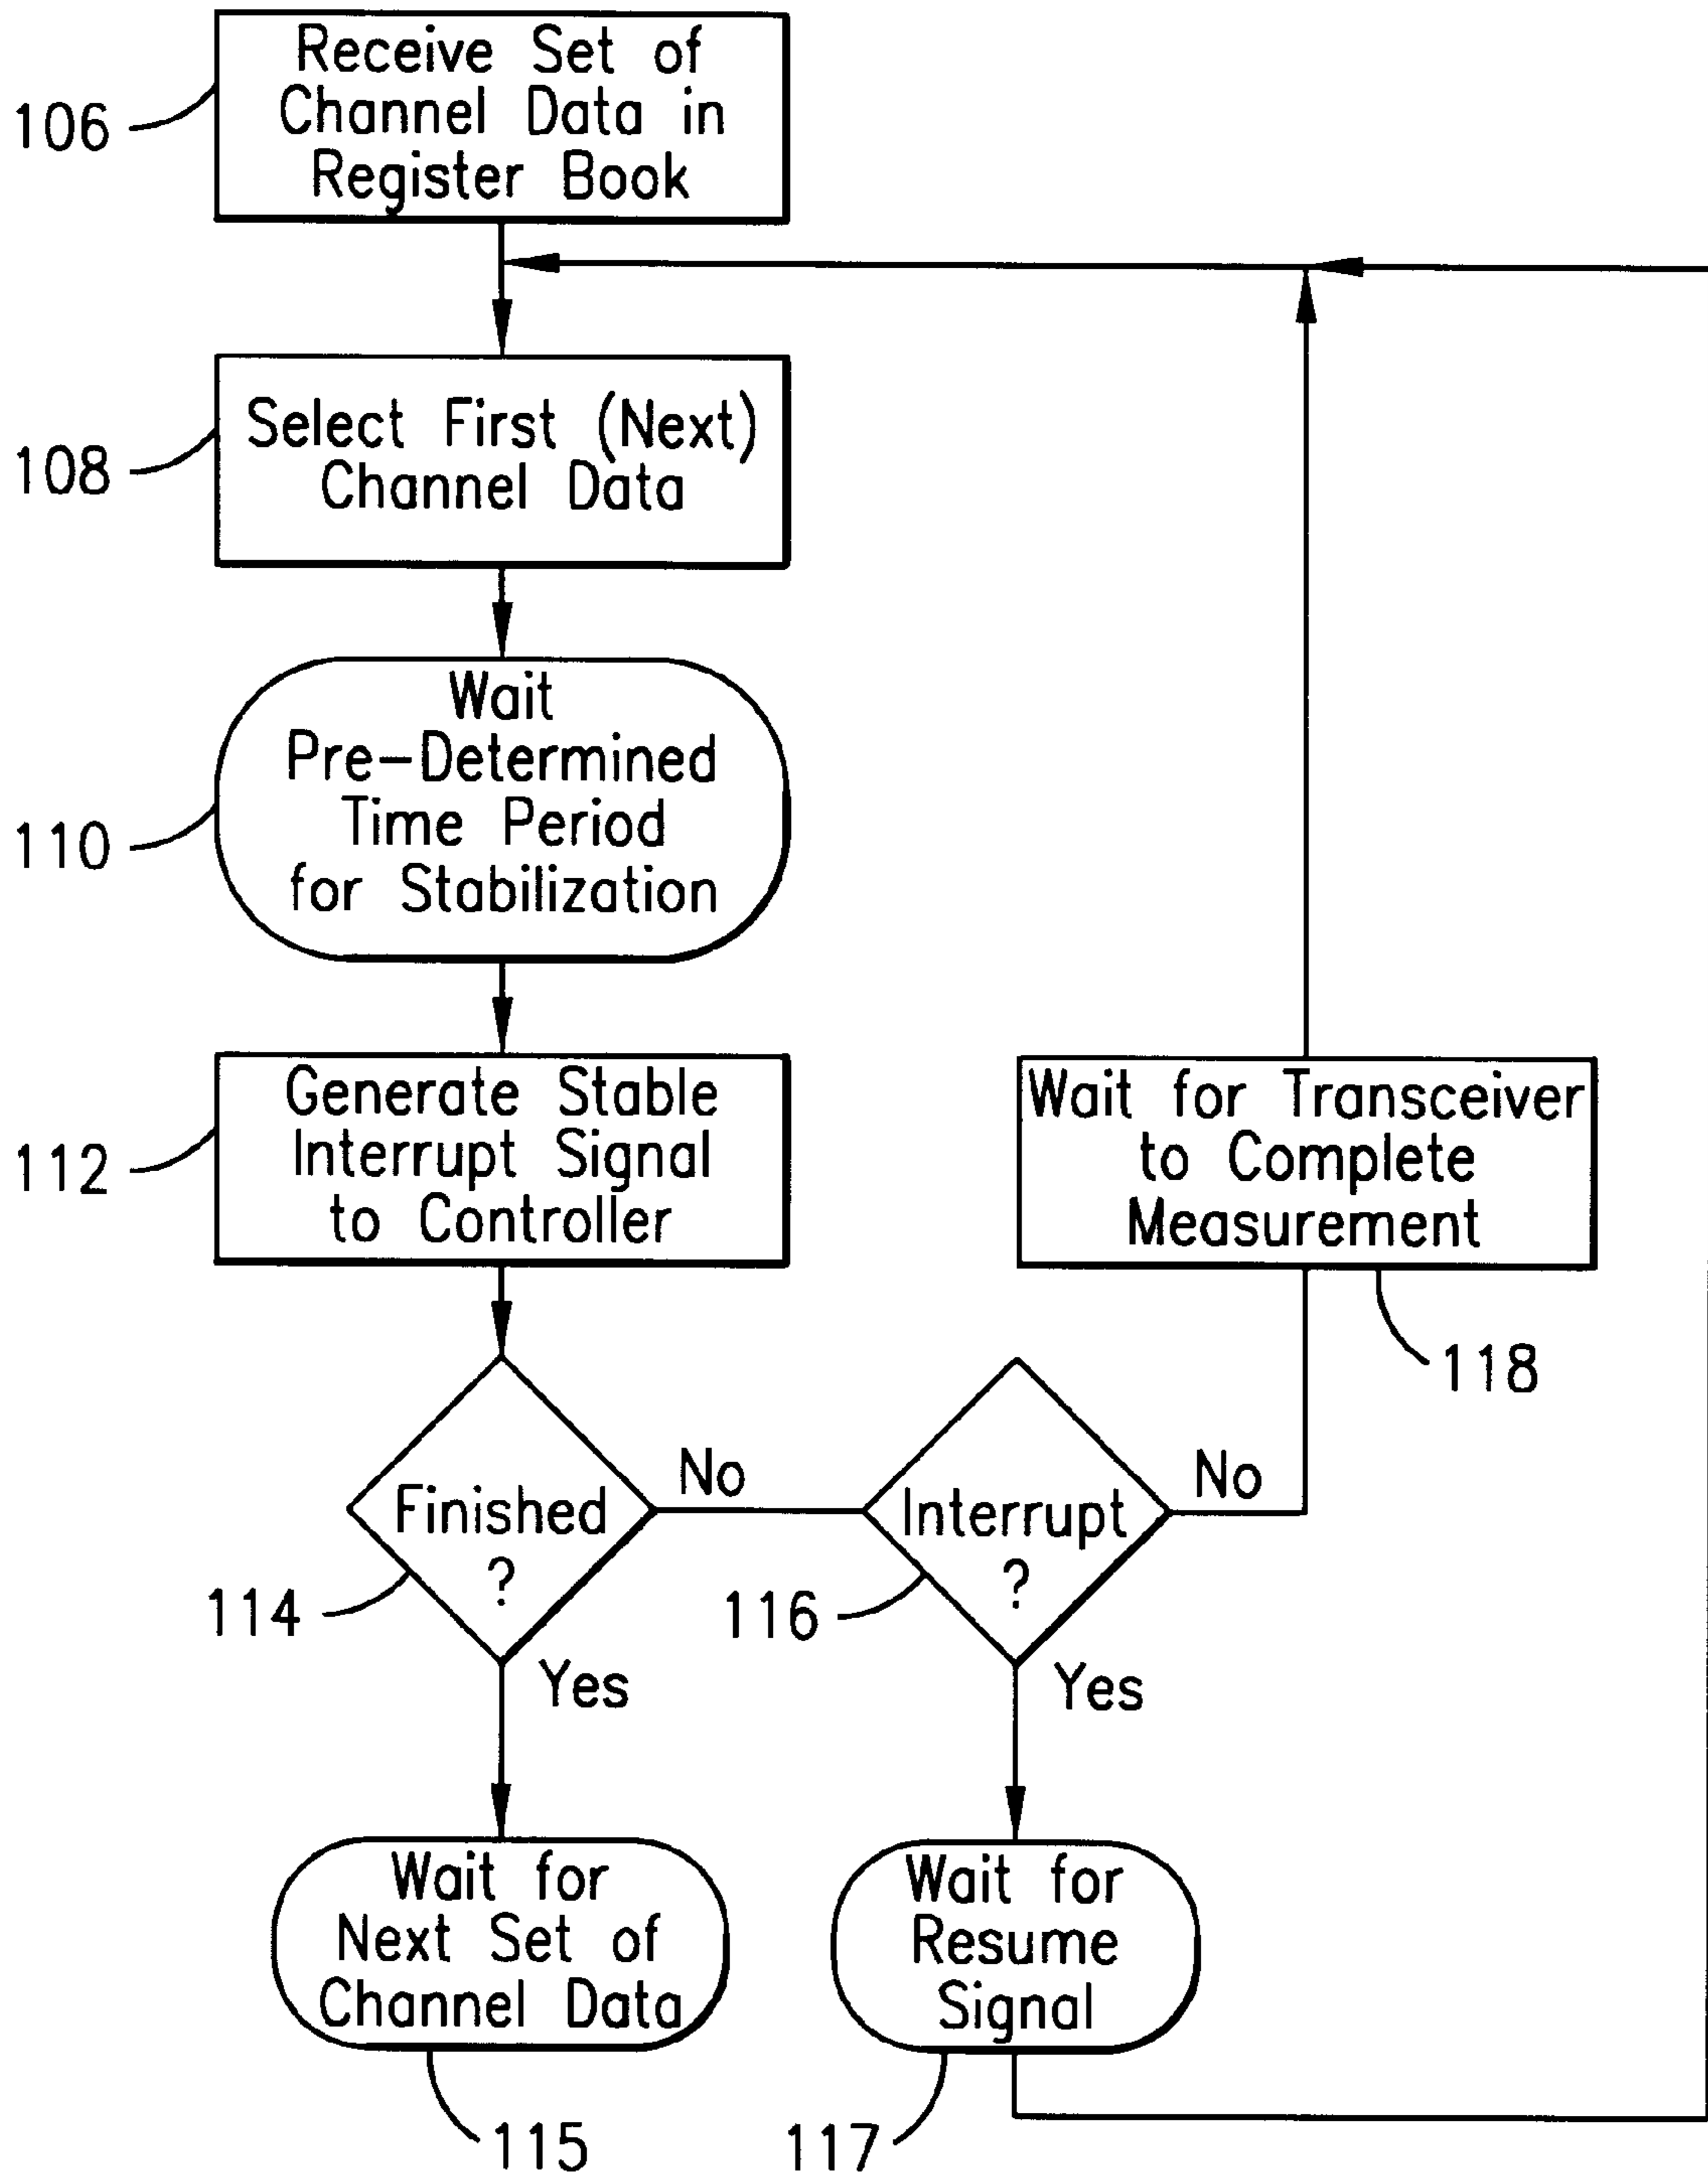 Receive Set of
Channel Data in
Register Book
106
Select First (Next)
Channel Data
108
Wait
Pre-Determined
Time Period
for Stabilization
110
Generate Stable
Interrupt Signal
to Controller
112
Wait for Transceiver
to Complete
Measurement
118
Finished
?
No
114
Yes
Interrupt
?
No
116
Yes
Wait for
Next Set of
Channel Data
115
Wait for
Resume
Signal
117